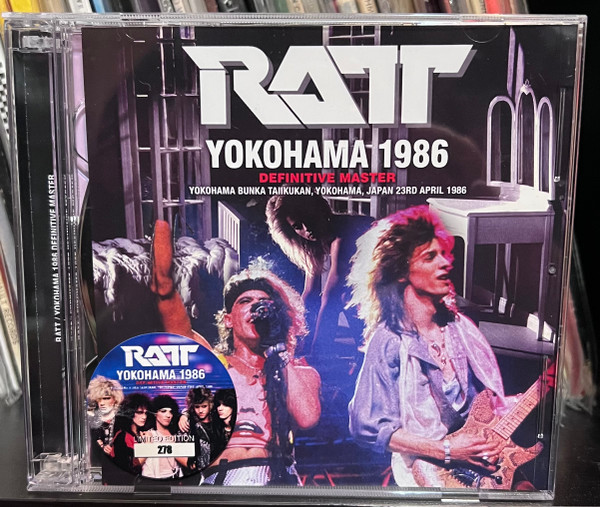 RATT
YOKOHAMA 1986
DEFINITIVE MASTER
YOKOHAMA BUNKA TAIIKUKAN, YOKOHAMA, JAPAN 23RD APRIL 1986
RATT / YOKOHAMA 1986 DEFINITIVE MASTER
RATT
YOKOHAMA 1986
LIMITED EDITION
278